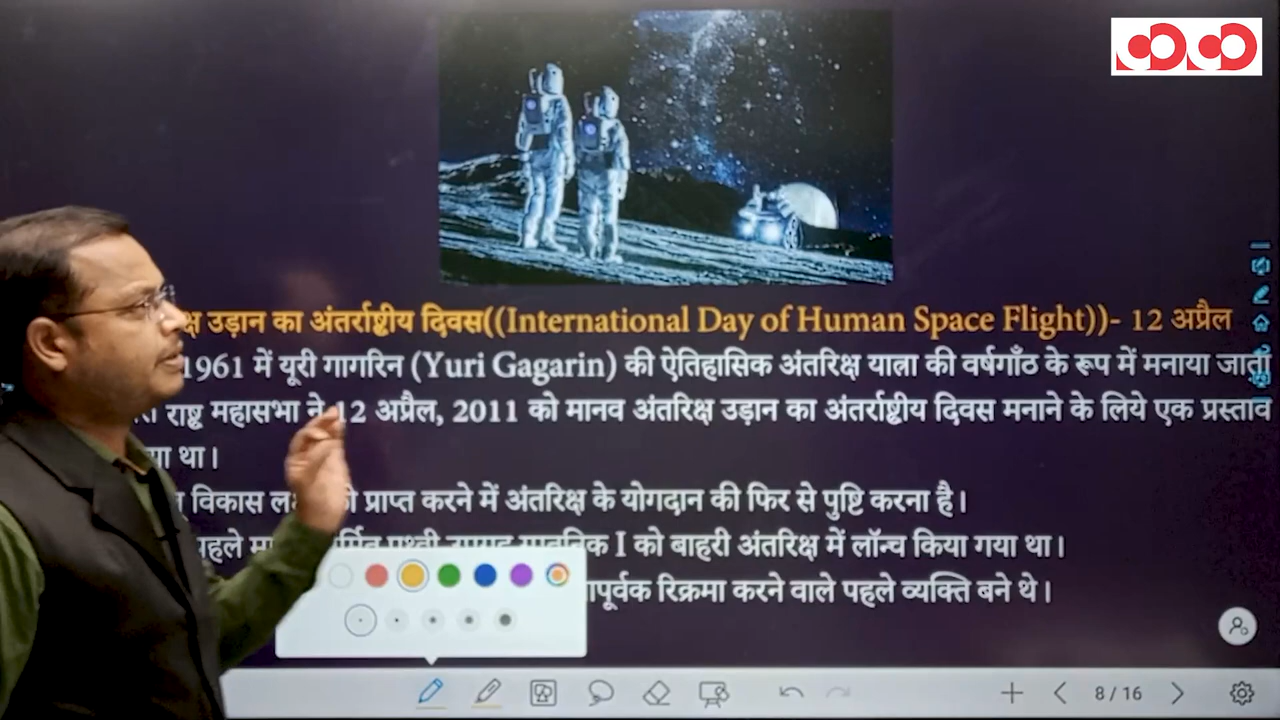 क्ष उड़ान का अंतर्राष्ट्रीय दिवस((International Day of Human Space Flight))- 12 अप्रैल
1961 में यूरी गागरिन (Yuri Gagarin) की ऐतिहासिक अंतरिक्ष यात्रा की वर्षगाँठ के रूप में मनाया जाता
राष्ट्र महासभा ने 12 अप्रैल, 2011 को मानव अंतरिक्ष उड़ान का अंतर्राष्ट्रीय दिवस मनाने के लिये एक प्रस्ताव
था।
विकास को प्राप्त करने में अंतरिक्ष के योगदान की फिर से पुष्टि करना है।
पहले I को बाहरी अंतरिक्ष में लॉन्च किया गया था।
पूर्वक रिक्रमा करने वाले पहले व्यक्ति बने थे।
8 / 16